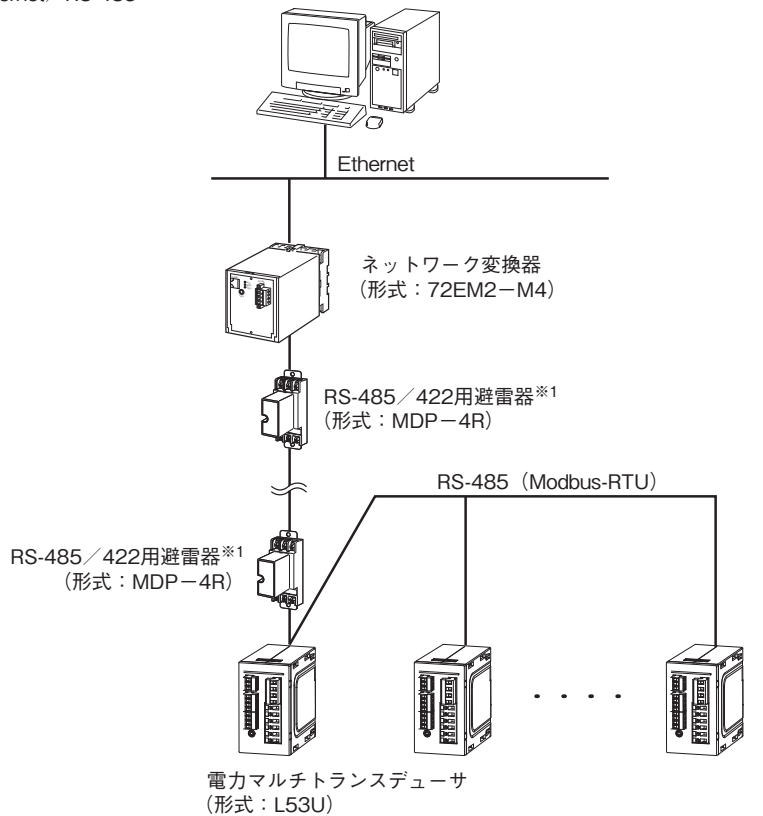 Ethernet
ネットワーク変換器
（形式：72EM2－M4）
RS-485／422用避雷器※1
（形式：MDP－4R）
RS-485（Modbus-RTU）
RS-485／422用避雷器※1
（形式：MDP－4R）
電力マルチトランスデューサ
（形式：L53U）